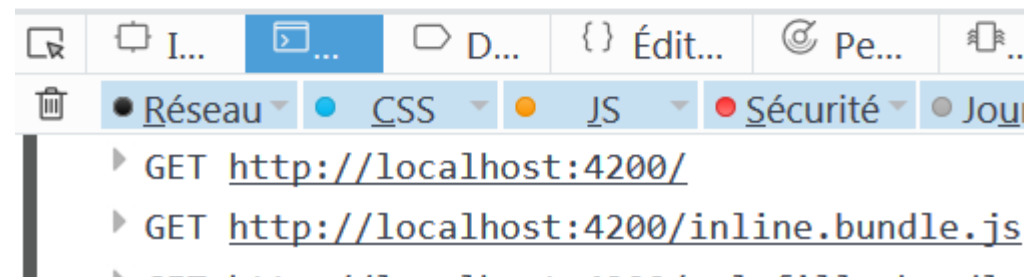 I... ... D... Édit... Pe... ...
Réseau CSS JS Sécurité Jou
GET http://localhost:4200/
GET http://localhost:4200/inline.bundle.js